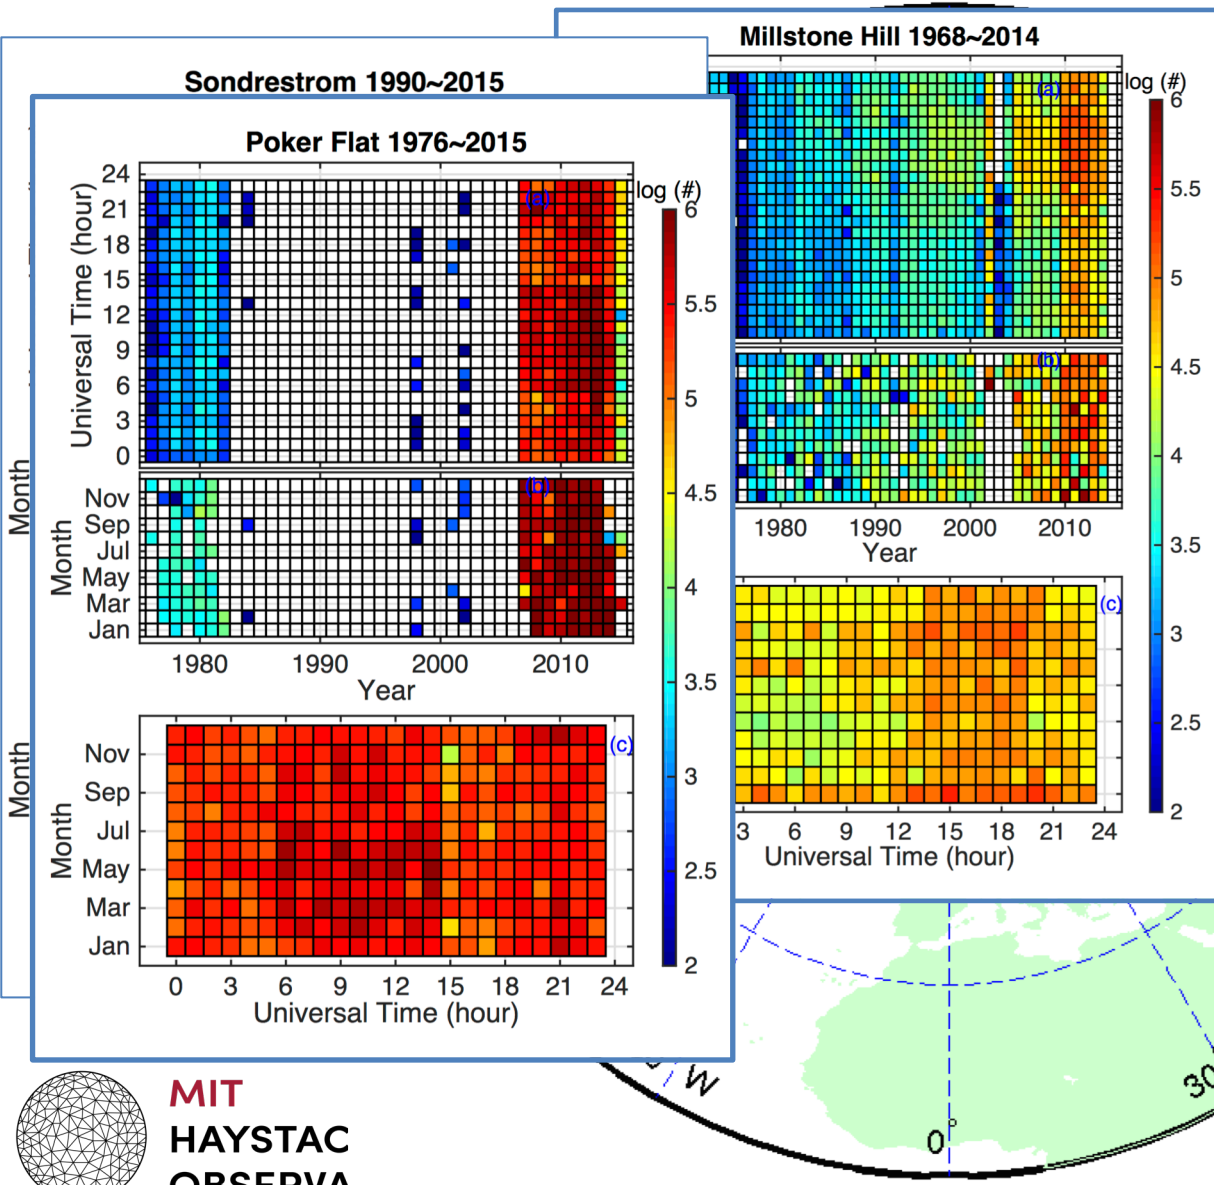 Millstone Hill 1968~2014
Sondrestrom 1990~2015
Poker Flat 1976~2015
log (#)
(a)
24
21
18
15
12
9
6
3
0
Universal Time (hour)
(b)
Nov
Sep
Jul
May
Mar
Jan
Month
1980 1990 2000 2010
Year
(c)
Nov
Sep
Jul
May
Mar
Jan
Month
0 3 6 9 12 15 18 21 24
Universal Time (hour)
6
5.5
5
4.5
4
3.5
3
2.5
2
Month
Month
log (#)
(a)
(b)
1980 1990 2000 2010
Year
(c)
3 6 9 12 15 18 21 24
Universal Time (hour)
6
5.5
5
4.5
4
3.5
3
2.5
2
W
0°
30
MIT
HAYSTAC
OBSERVA